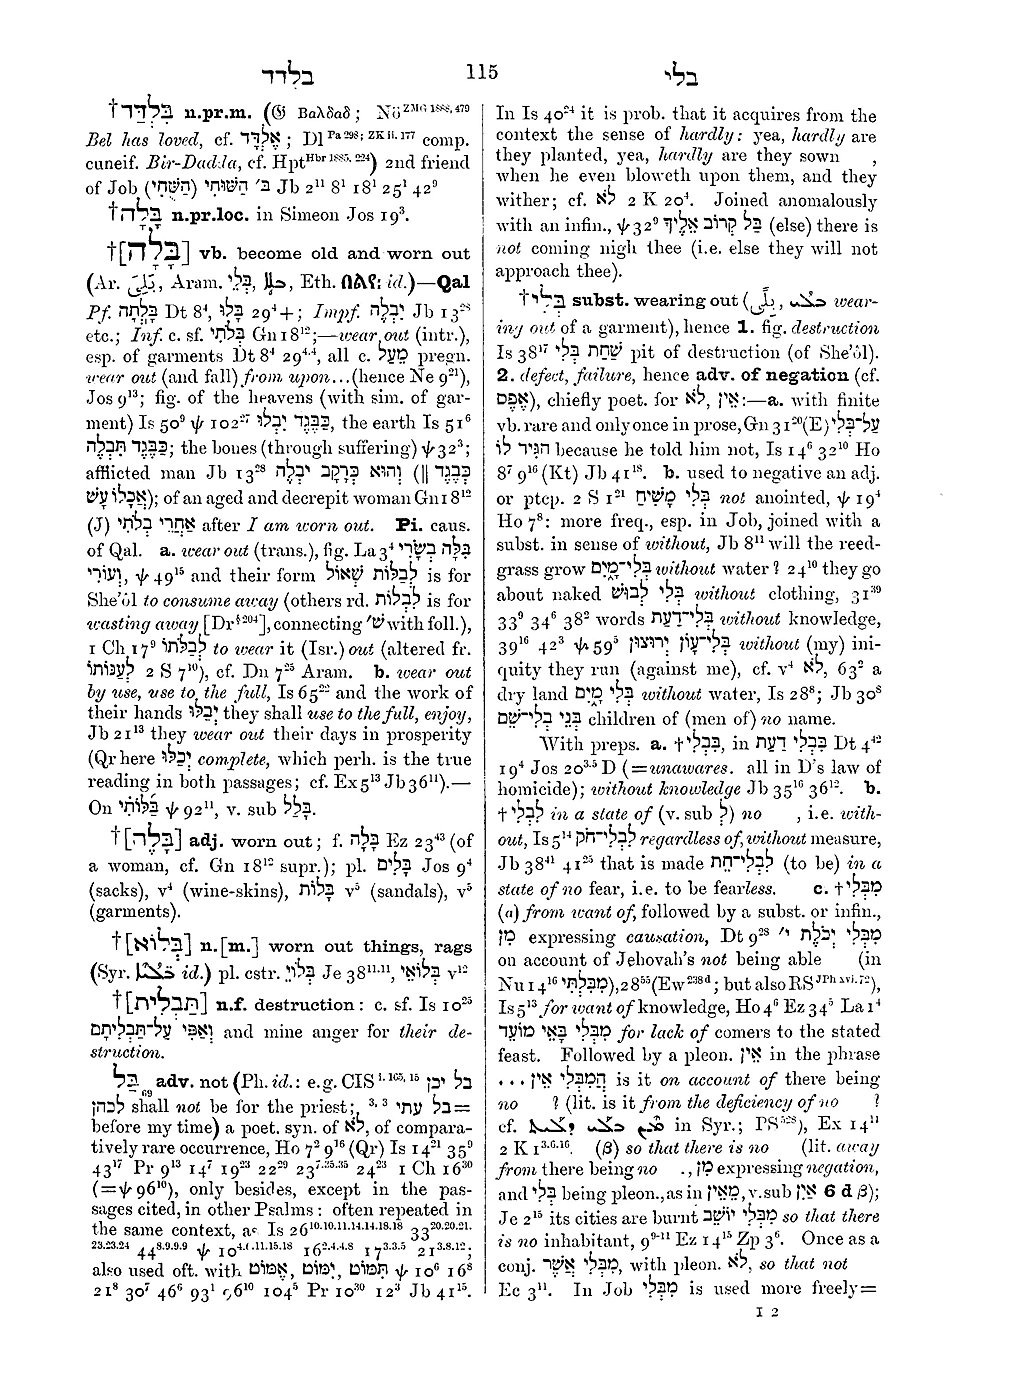 בלדד 115 בלי
†בִּלְדַּד n.pr.m. (𝔊 Βαλδαδ; Nö ZMG 1888, 479
Bel has loved, cf. אֶלְדָּד; Dl Pa 298; ZK ii. 177 comp.
cuneif. Bir-Dadda, cf. Hpt Hbr 1885, 224) 2nd friend
of Job (הַשֻּׁחִי) ב׳ הַשּׁוּחִי Jb 2¹¹ 8¹ 18¹ 25¹ 42⁹
†בָּלָה n.pr.loc. in Simeon Jos 19³.
†[בָּלָה] vb. become old and worn out
(Ar. بَلِيَ, Aram. בְּלִי, ܒܠܐ, Eth. በልየ: id.)—Qal
Pf. בָּלְתָה Dt 8⁴, בָּלוּ 29⁴+; Impf. יִבְלֶה Jb 13²⁸
etc.; Inf. c. sf. בְּלֹתִי Gn 18¹²;—wear out (intr.),
esp. of garments Dt 8⁴ 29⁴·⁴, all c. מֵעַל pregn.
wear out (and fall) from upon...(hence Ne 9²¹),
Jos 9¹³; fig. of the heavens (with sim. of gar-
ment) Is 50⁹ ψ 102²⁷ כַּבֶּגֶד יִבְלוּ, the earth Is 51⁶
כַּבֶּגֶד תִּבְלֶה; the bones (through suffering) ψ 32³;
afflicted man Jb 13²⁸ וְהוּא כְּרָקָב יִבְלֶה (‖ כְּבֶגֶד
אֲכָלוֹ עָשׁ); of an aged and decrepit woman Gn 18¹²
(J) אַחֲרֵי בְלֹתִי after I am worn out. Pi. caus.
of Qal. a. wear out (trans.), fig. La 3⁴ בִּלָּה בְשָׂרִי
וְעוֹרִי, ψ 49¹⁵ and their form לְבַלּוֹת שְׁאוֹל is for
She'ôl to consume away (others rd. לְבַלּוֹת is for
wasting away [Dr §204], connecting שׁ׳ with foll.),
1 Ch 17⁹ לְבַלֹּתוֹ to wear it (Isr.) out (altered fr.
לְעַנּוֹתוֹ 2 S 7¹⁰), cf. Dn 7²⁵ Aram. b. wear out
by use, use to the full, Is 65²² and the work of
their hands יְבַלּוּ they shall use to the full, enjoy,
Jb 21¹³ they wear out their days in prosperity
(Qr here יְכַלּוּ complete, which perh. is the true
reading in both passages; cf. Ex 5¹³ Jb 36¹¹).—
On בַּלּוֹתִי ψ 92¹¹, v. sub בָּלַל.
†[בָּלֶה] adj. worn out; f. בָּלָה Ez 23⁴³ (of
a woman, cf. Gn 18¹² supr.); pl. בָּלִים Jos 9⁴
(sacks), v⁴ (wine-skins), בָּלוֹת v⁵ (sandals), v⁵
(garments).
†[בְּלוֹא] n.[m.] worn out things, rags
(Syr. id.) pl. cstr. בְּלוֹיֵ Je 38¹¹·¹¹, בְּלוֹאֵי v¹²
†[תַּבְלִית] n.f. destruction: c. sf. Is 10²⁵
וְאַפִּי עַל־תַּבְלִיתָם and mine anger for their de-
struction.
בַּל 69 adv. not (Ph. id.: e.g. CIS i. 165, 15 בל יכן
לכהן shall not be for the priest; 3, 3 בל עתי =
before my time) a poet. syn. of לֹא, of compara-
tively rare occurrence, Ho 7² 9¹⁶ (Qr) Is 14²¹ 35⁹
43¹⁷ Pr 9¹³ 14⁷ 19²³ 22²⁹ 23⁷·³⁵·³⁵ 24²³ 1 Ch 16³⁰
(=ψ 96¹⁰), only besides, except in the pas-
sages cited, in other Psalms: often repeated in
the same context, as Is 26¹⁰·¹⁰·¹¹·¹⁴·¹⁴·¹⁸·¹⁸ 33²⁰·²⁰·²¹·
²³·²³·²⁴ 44⁸·⁹·⁹·⁹ ψ 10⁴·⁶·¹¹·¹⁵·¹⁸ 16²·⁴·⁴·⁸ 17³·³·⁵ 21³·⁸·¹²;
also used oft. with אֶמּוֹט, יִמּוֹט, תִּמּוֹט ψ 10⁶ 16⁸
21⁸ 30⁷ 46⁶ 93¹ 96¹⁰ 104⁵ Pr 10³⁰ 12³ Jb 41¹⁵.
In Is 40²⁴ it is prob. that it acquires from the
context the sense of hardly: yea, hardly are
they planted, yea, hardly are they sown ,
when he even bloweth upon them, and they
wither; cf. לֹא 2 K 20⁴. Joined anomalously
with an infin., ψ 32⁹ בַּל קְרוֹב אֵלֶיךָ (else) there is
not coming nigh thee (i.e. else they will not
approach thee).
†בְּלִי subst. wearing out (ܒܠܝ, بِلًى wear-
ing out of a garment), hence 1. fig. destruction
Is 38¹⁷ שַׁחַת בְּלִי pit of destruction (of She'ôl).
2. defect, failure, hence adv. of negation (cf.
אֶפֶס), chiefly poet. for לֹא, אֵין:—a. with finite
vb. rare and only once in prose, Gn 31²⁰(E) עַל־בְּלִי
הִגִּיד לוֹ because he told him not, Is 14⁶ 32¹⁰ Ho
8⁷ 9¹⁶ (Kt) Jb 41¹⁸. b. used to negative an adj.
or ptcp. 2 S 1²¹ בְּלִי מָשִׁיחַ not anointed, ψ 19⁴
Ho 7⁸: more freq., esp. in Job, joined with a
subst. in sense of without, Jb 8¹¹ will the reed-
grass grow בְּלִי־מָיִם without water? 24¹⁰ they go
about naked בְּלִי לְבוּשׁ without clothing, 31³⁹
33⁹ 34⁶ 38² words בְּלִי־דַעַת without knowledge,
39¹⁶ 42³ ψ 59⁵ בְּלִי־עָוֺן יְרוּצוּן without (my) ini-
quity they run (against me), cf. v⁴ לֹא, 63² a
dry land בְּלִי מָיִם without water, Is 28⁸; Jb 30⁸
בְּנֵי בְלִי־שֵׁם children of (men of) no name.
With preps. a. †בִּבְלִי, in בִּבְלִי דַעַת Dt 4⁴²
19⁴ Jos 20³·⁵ D (=unawares. all in D's law of
homicide); without knowledge Jb 35¹⁶ 36¹². b.
†לִבְלִי in a state of (v. sub לְ) no , i.e. with-
out, Is 5¹⁴ לִבְלִי־חֹק regardless of, without measure,
Jb 38⁴¹ 41²⁵ that is made לִבְלִי־חָת (to be) in a
state of no fear, i.e. to be fearless. c. †מִבְּלִי
(a) from want of, followed by a subst. or infin.,
מִן expressing causation, Dt 9²⁸ מִבְּלִי יְכֹלֶת י׳
on account of Jehovah's not being able (in
Nu 14¹⁶ מִבִּלְתִּי), 28⁵⁵ (Ew 238d; but also RS JPh xvi. 72),
Is 5¹³ for want of knowledge, Ho 4⁶ Ez 34⁵ La 1⁴
מִבְּלִי בָּאֵי מוֹעֵד for lack of comers to the stated
feast. Followed by a pleon. אֵין in the phrase
הֲמִבְּלִי אֵין ... is it on account of there being
no ? (lit. is it from the deficiency of no ?
cf. in Syr.; PS 528), Ex 14¹¹
2 K 1³·⁶·¹⁶. (β) so that there is no (lit. away
from there being no ., מִן expressing negation,
and בְּלִי being pleon., as in מֵאֵין, v. sub אֵין 6 d β);
Je 2¹⁵ its cities are burnt מִבְּלִי יוֹשֵׁב so that there
is no inhabitant, 9⁹⁻¹¹ Ez 14¹⁵ Zp 3⁶. Once as a
conj. מִבְּלִי אֲשֶׁר, with pleon. לֹא, so that not
Ec 3¹¹. In Job מִבְּלִי is used more freely=
I 2